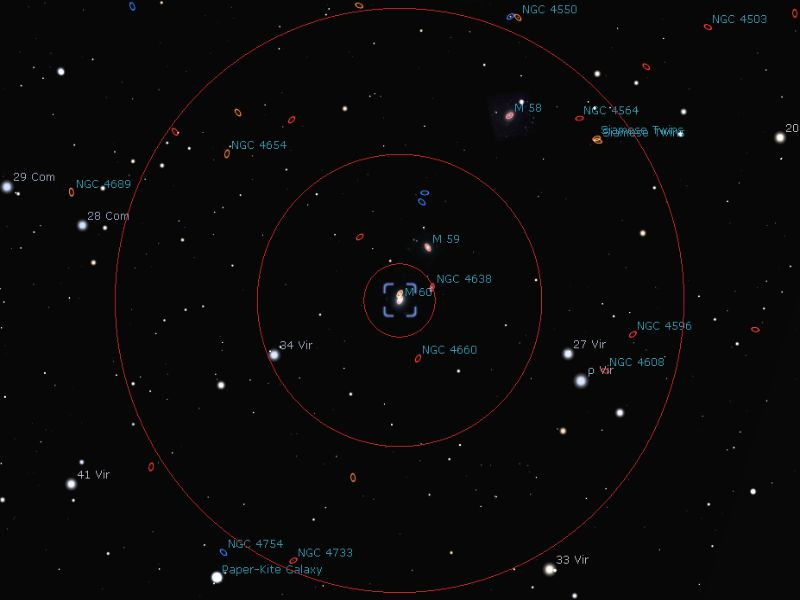 NGC 4550
NGC 4503
M 58
NGC 4564
Siamese Twins
Siamese Twins
20
NGC 4654
29 Com
NGC 4689
28 Com
M 59
NGC 4638
M 60
NGC 4596
34 Vir
27 Vir
NGC 4660
NGC 4608
ρ Vir
41 Vir
NGC 4754
NGC 4733
33 Vir
Paper-Kite Galaxy